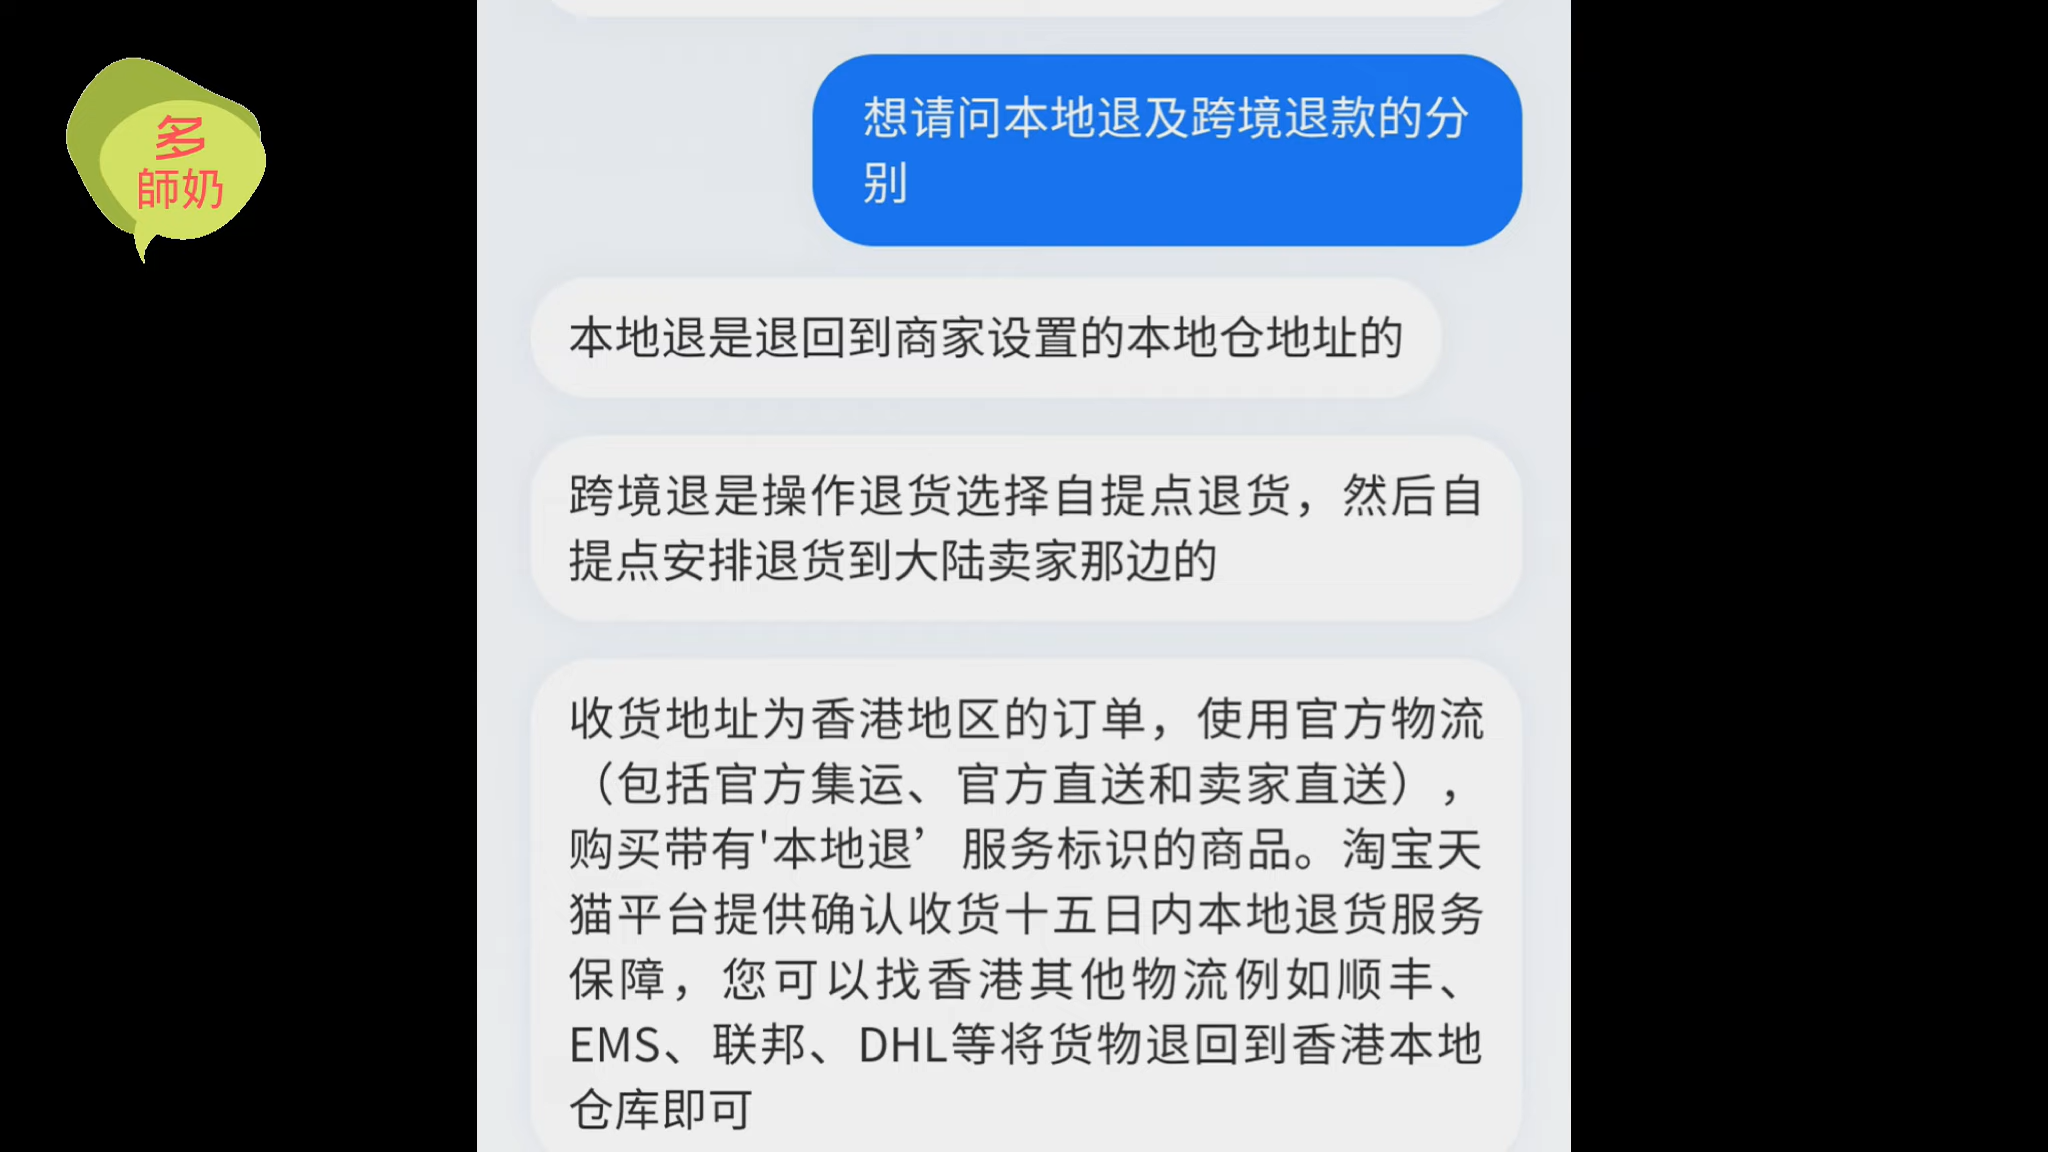 多
師奶
想请问本地退及跨境退款的分
别
本地退是退回到商家设置的本地仓地址的
跨境退是操作退货选择自提点退货，然后自
提点安排退货到大陆卖家那边的
收货地址为香港地区的订单，使用官方物流
（包括官方集运、官方直送和卖家直送），
购买带有'本地退’服务标识的商品。淘宝天
猫平台提供确认收货十五日内本地退货服务
保障，您可以找香港其他物流例如顺丰、
EMS、联邦、DHL等将货物退回到香港本地
仓库即可